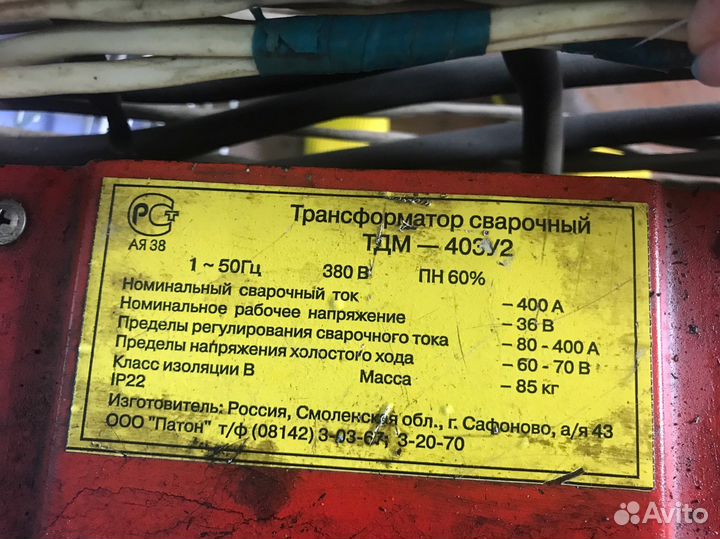 Трансформатор сварочный
РСТ
АЯ 38
ТДМ — 403У2
1 ~ 50Гц 380 В ПН 60%
Номинальный сварочный ток – 400 А
Номинальное рабочее напряжение – 36 В
Пределы регулирования сварочного тока – 80 - 400 А
Пределы напряжения холостого хода – 60 - 70 В
Класс изоляции В Масса – 85 кг
IP22
Изготовитель: Россия, Смоленская обл., г. Сафоново, а/я 43
ООО "Патон" т/ф (08142) 3-03-67, 3-20-70
Avito